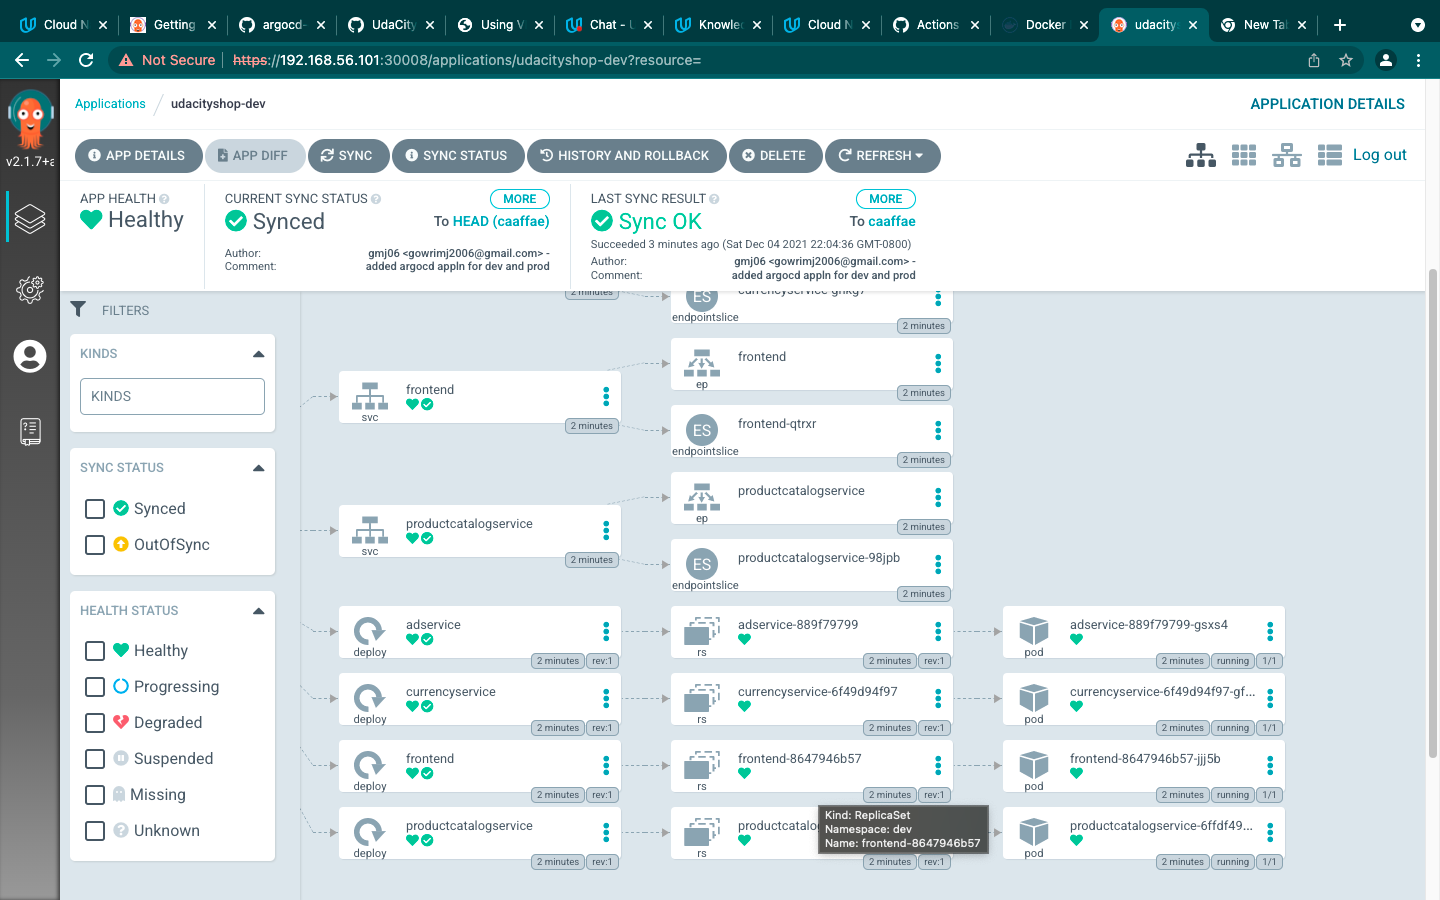 Cloud N
Getting
argocd-
UdaCity
Using V
Chat - U
Knowle
Cloud N
Actions
Docker
udacitys
New Tab
Not Secure
https://192.168.56.101:30008/applications/udacityshop-dev?resource=
v2.1.7+a
Applications
udacityshop-dev
APPLICATION DETAILS
APP DETAILS
APP DIFF
SYNC
SYNC STATUS
HISTORY AND ROLLBACK
DELETE
REFRESH
Log out
APP HEALTH
Healthy
CURRENT SYNC STATUS
MORE
Synced
To HEAD (caaffae)
Author:
gmj06 <gowrimj2006@gmail.com> -
Comment:
added argocd appln for dev and prod
LAST SYNC RESULT
MORE
Sync OK
To caaffae
Succeeded 3 minutes ago (Sat Dec 04 2021 22:04:36 GMT-0800)
Author:
gmj06 <gowrimj2006@gmail.com> -
Comment:
added argocd appln for dev and prod
FILTERS
KINDS
KINDS
SYNC STATUS
Synced
OutOfSync
HEALTH STATUS
Healthy
Progressing
Degraded
Suspended
Missing
Unknown
2 minutes
ES
endpointslice
2 minutes
frontend
svc
2 minutes
frontend
ep
2 minutes
ES
frontend-qtrxr
endpointslice
2 minutes
productcatalogservice
svc
2 minutes
productcatalogservice
ep
2 minutes
ES
productcatalogservice-98jpb
endpointslice
2 minutes
adservice
deploy
2 minutes
rev:1
adservice-889f79799
rs
2 minutes
rev:1
adservice-889f79799-gsxs4
pod
2 minutes
running
1/1
currencyservice
deploy
2 minutes
rev:1
currencyservice-6f49d94f97
rs
2 minutes
rev:1
currencyservice-6f49d94f97-gf...
pod
2 minutes
running
1/1
frontend
deploy
2 minutes
rev:1
frontend-8647946b57
rs
2 minutes
rev:1
frontend-8647946b57-jjj5b
pod
2 minutes
running
1/1
productcatalogservice
deploy
2 minutes
rev:1
productcatalo
rs
2 minutes
rev:1
Kind: ReplicaSet
Namespace: dev
Name: frontend-8647946b57
productcatalogservice-6ffdf49...
pod
2 minutes
running
1/1